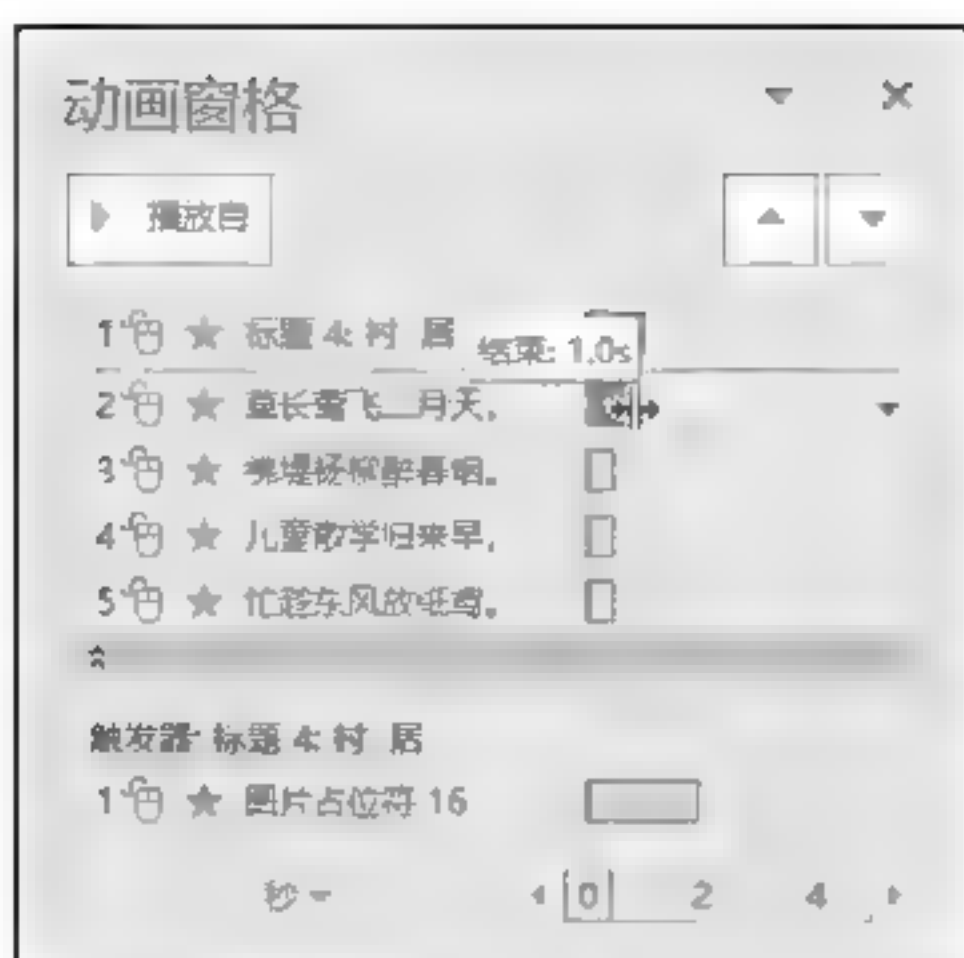 动画窗格
播放自
1 标题 4: 村 居
结束: 1.0s
2 草长莺飞二月天,
3 拂堤杨柳醉春烟。
4 儿童散学归来早,
5 忙趁东风放纸鸢。
触发器: 标题 4: 村 居
1 图片占位符 16
秒 0 2 4